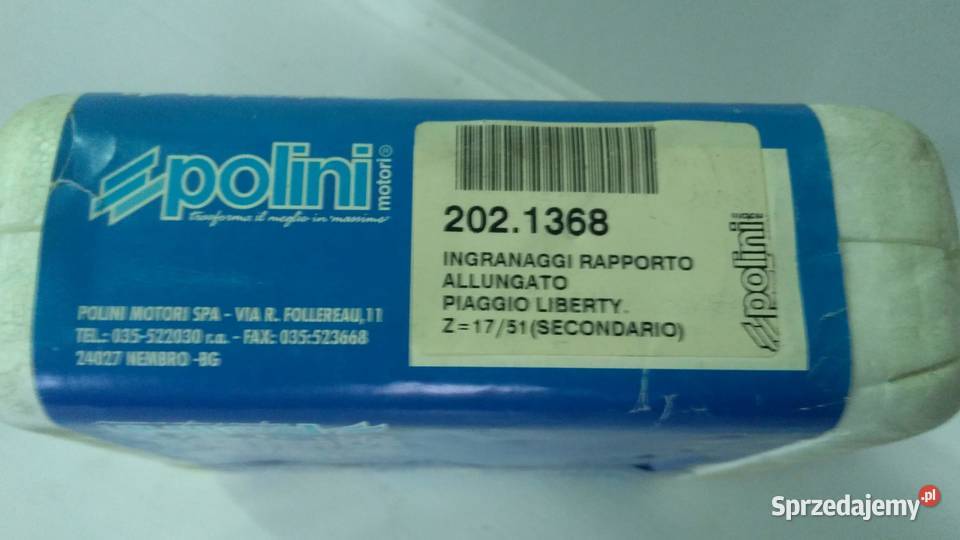 polini
motori®
trasforma il meglio in massimo
POLINI MOTORI SPA - VIA R. FOLLEREAU,11
TEL.: 035-522030 r.a. - FAX: 035:523668
24027 NEMBRO -BG
202.1368
INGRANAGGI RAPPORTO
ALLUNGATO
PIAGGIO LIBERTY.
Z=17/51(SECONDARIO)
polini
Sprzedajemy.pl